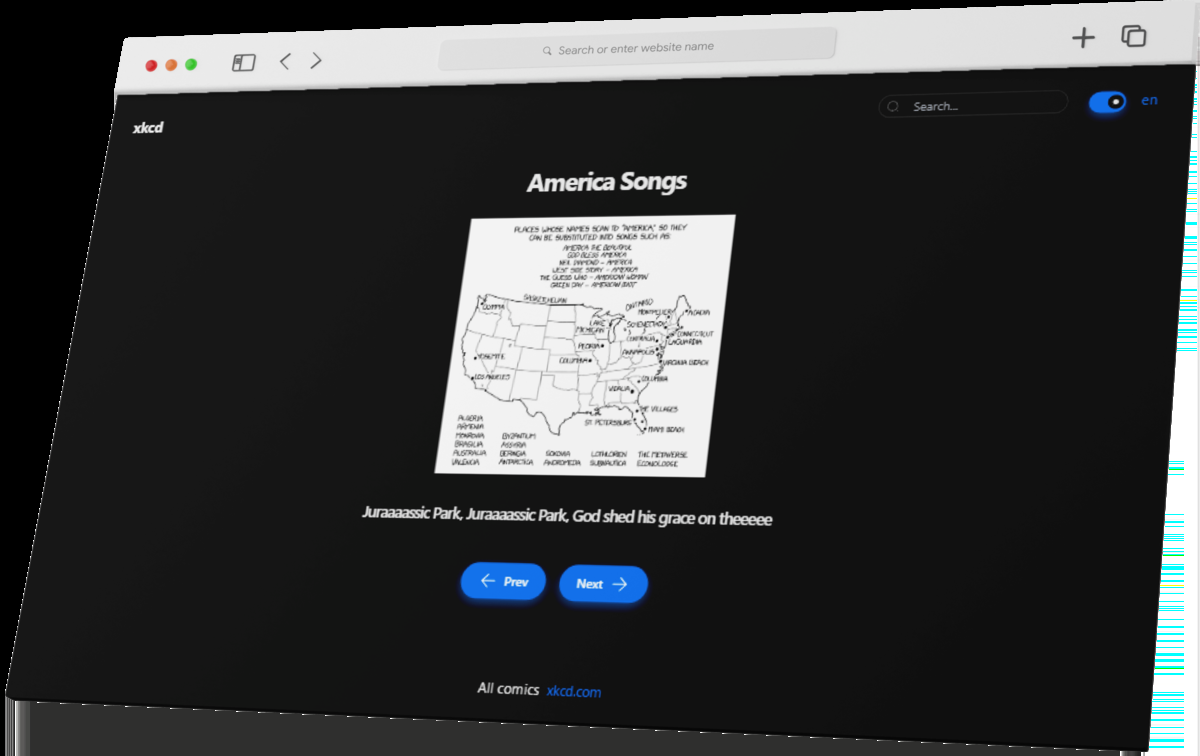 Search or enter website name
xkcd
Search...
en
America Songs
PLACES WHOSE NAMES SCAN TO "AMERICA," SO THEY
CAN BE SUBSTITUTED INTO SONGS SUCH AS:
AMERICA THE BEAUTIFUL
GOD BLESS AMERICA
NEIL DIAMOND – AMERICA
WEST SIDE STORY – AMERICA
THE GUESS WHO – AMERICAN WOMAN
GREEN DAY – AMERICAN IDIOT
SASKATCHEWAN
ONTARIO
MONTPELIER
ACADIA
LAKE
MICHIGAN
SCHENECTADY
CONNECTICUT
LAGUARDIA
PEORIA
CENTRALIA
ANNAPOLIS
YOSEMITE
COLUMBIA
VIRGINIA BEACH
LOS ANGELES
COLUMBIA
VIDALIA
THE VILLAGES
ST. PETERSBURG
MIAMI BEACH
ALGERIA
ARMENIA
MONROVIA BYZANTIUM
BRASILIA ASSYRIA
AUSTRALIA BERINGIA SOKOVIA LOTHLORIEN THE METAVERSE
VALENCIA ANTARCTICA ANDROMEDA SUBNAUTICA ECONOLODGE
Juraaaassic Park, Juraaaassic Park, God shed his grace on theeeee
← Prev
Next →
All comics xkcd.com